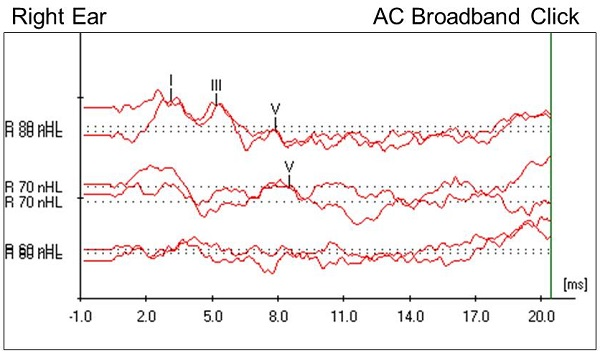 Right Ear AC Broadband Click
I III
V
R 80 nHL
R 80 nHL
V
R 70 nHL
R 70 nHL
R 60 nHL
R 60 nHL
[ms]
-1.0 2.0 5.0 8.0 11.0 14.0 17.0 20.0